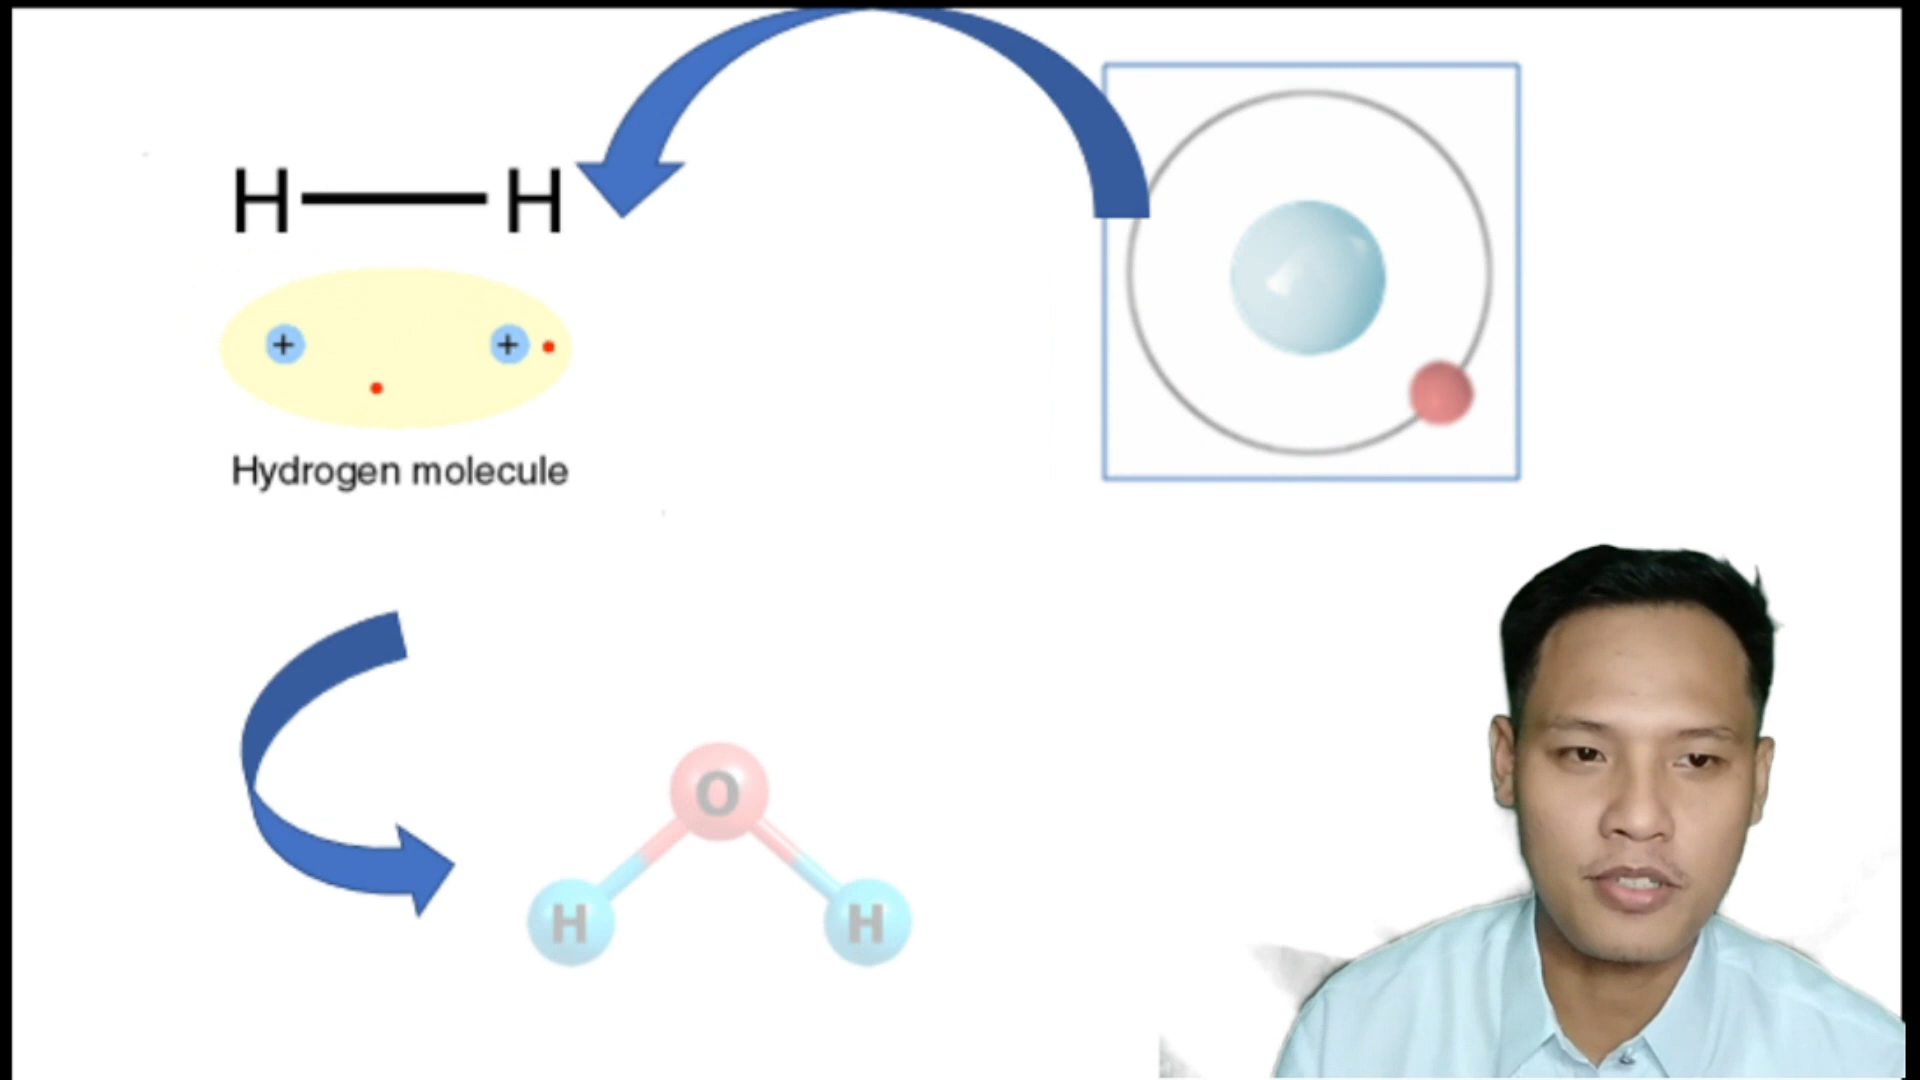 H — H
+ +
Hydrogen molecule
O
H H